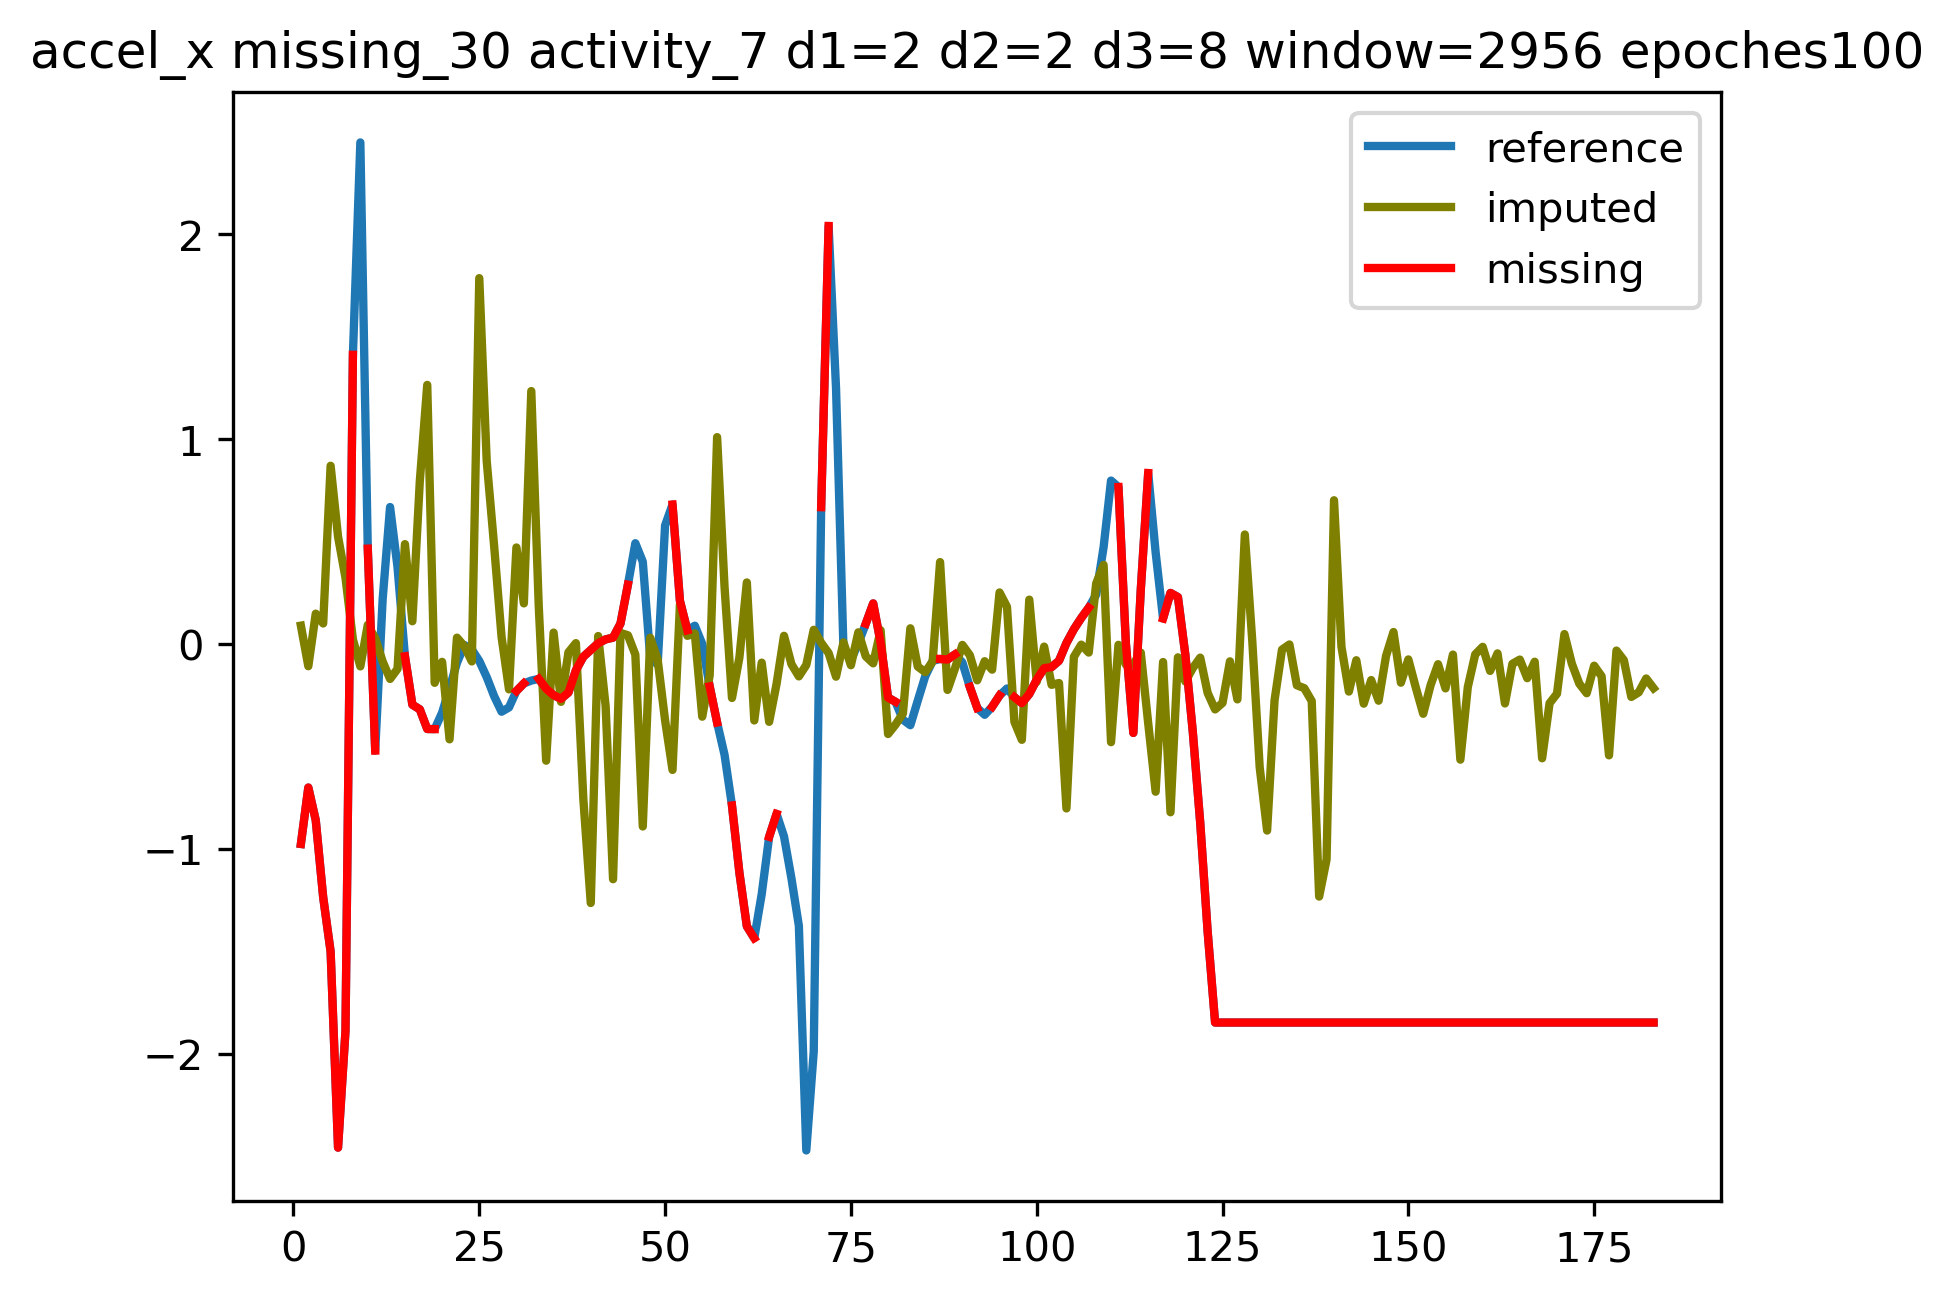 accel_x missing_30 activity_7 d1=2 d2=2 d3=8 window=2956 epoches100
reference
imputed
missing
2
1
0
−1
−2
0 25 50 75 100 125 150 175